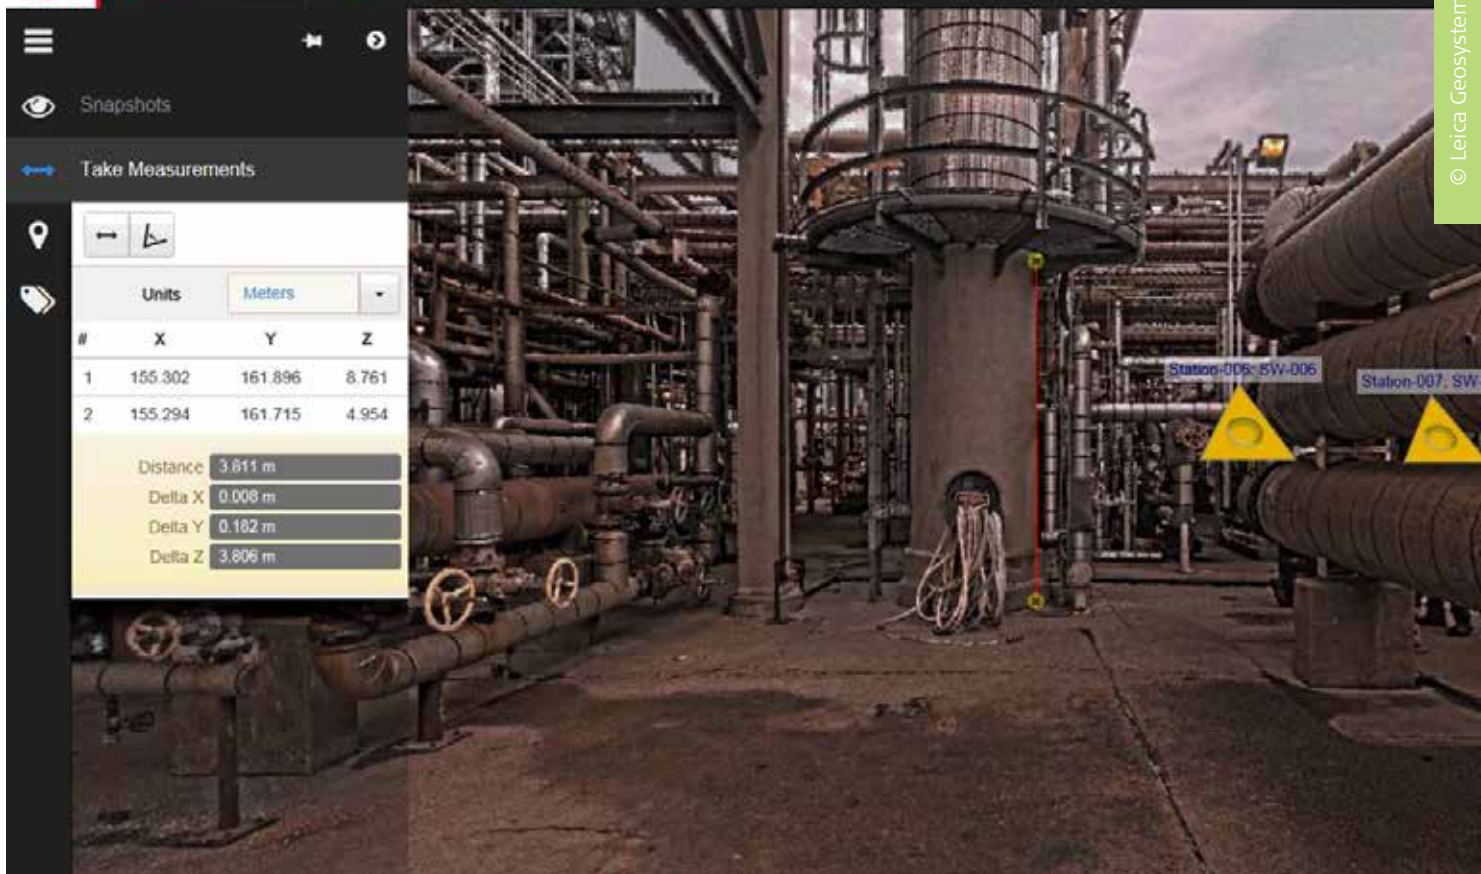 Snapshots
Take Measurements
Units Meters
# X Y Z
1 155.302 161.896 8.761
2 155.294 161.715 4.954
Distance 3.811 m
Delta X 0.008 m
Delta Y 0.182 m
Delta Z 3.806 m
Station-006: SW-006
Station-007: SW-
© Leica Geosystem